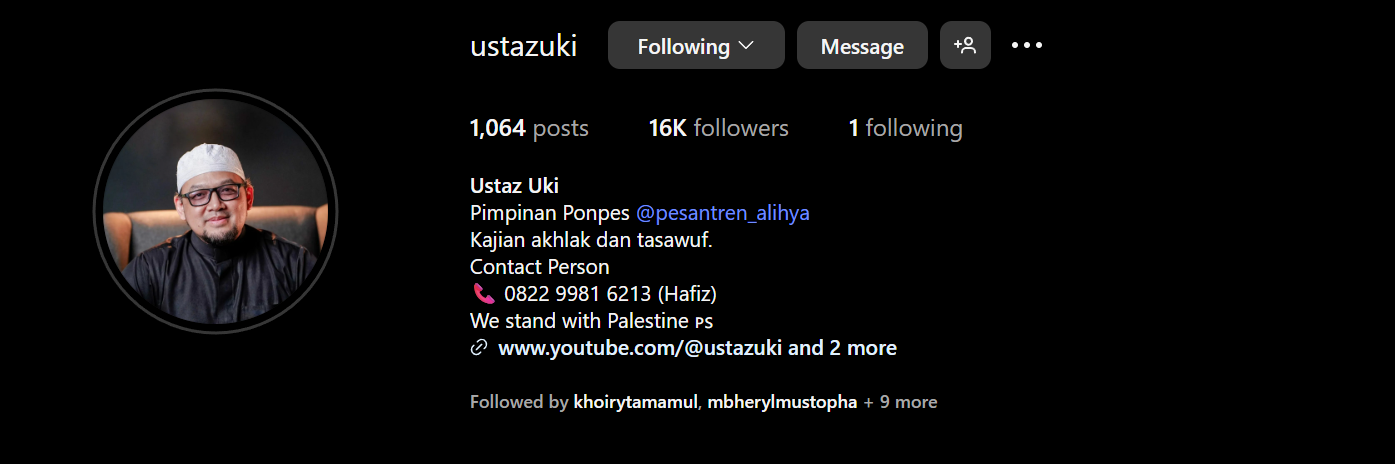 ustazuki Following Message
1,064 posts 16K followers 1 following
Ustaz Uki
Pimpinan Ponpes @pesantren_alihya
Kajian akhlak dan tasawuf.
Contact Person
📞 0822 9981 6213 (Hafiz)
We stand with Palestine 🇵🇸
www.youtube.com/@ustazuki and 2 more
Followed by khoirytamamul, mbherylmustopha + 9 more